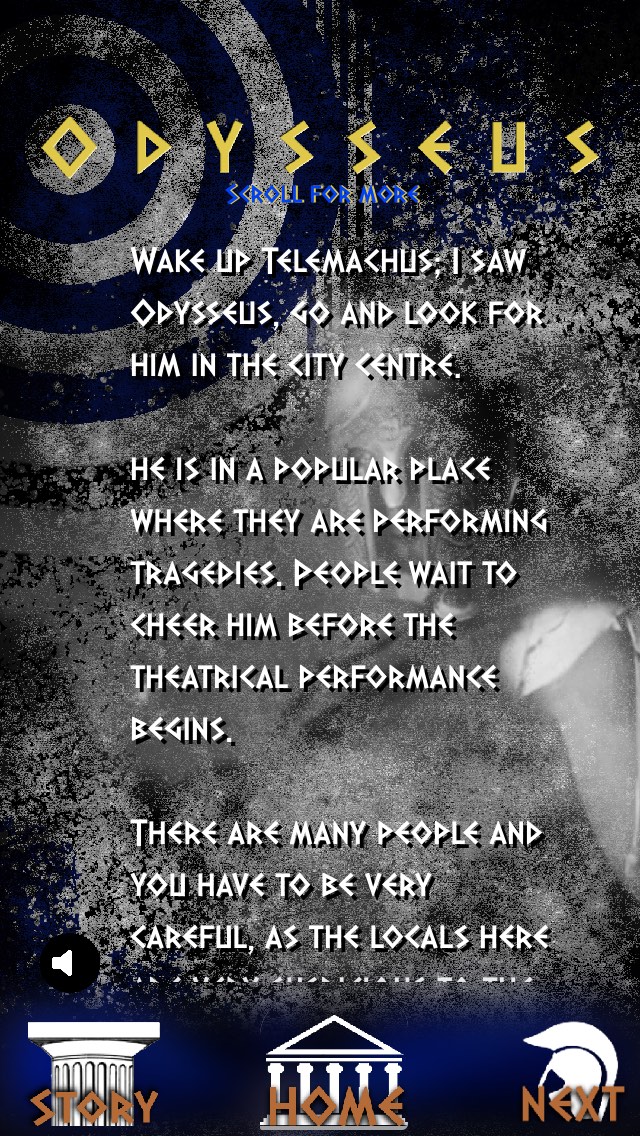 ODYSSEUS
SCROLL FOR MORE
WAKE UP TELEMACHUS; I SAW
ODYSSEUS, GO AND LOOK FOR
HIM IN THE CITY CENTRE.
HE IS IN A POPULAR PLACE
WHERE THEY ARE PERFORMING
TRAGEDIES. PEOPLE WAIT TO
CHEER HIM BEFORE THE
THEATRICAL PERFORMANCE
BEGINS.
THERE ARE MANY PEOPLE AND
YOU HAVE TO BE VERY
CAREFUL, AS THE LOCALS HERE
STORY
HOME
NEXT